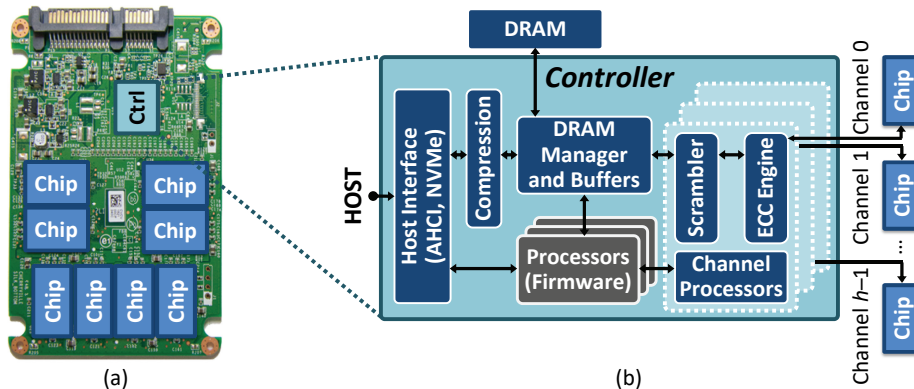 Ctrl
Chip
Chip
Chip
Chip
Chip
Chip
Chip
Chip
(a)
DRAM
Controller
HOST
Host Interface
(AHCI, NVMe)
Compression
DRAM
Manager
and Buffers
Processors
(Firmware)
Scrambler
ECC Engine
Channel
Processors
Channel 0
Chip
Channel 1
Chip
...
Channel h–1
Chip
(b)